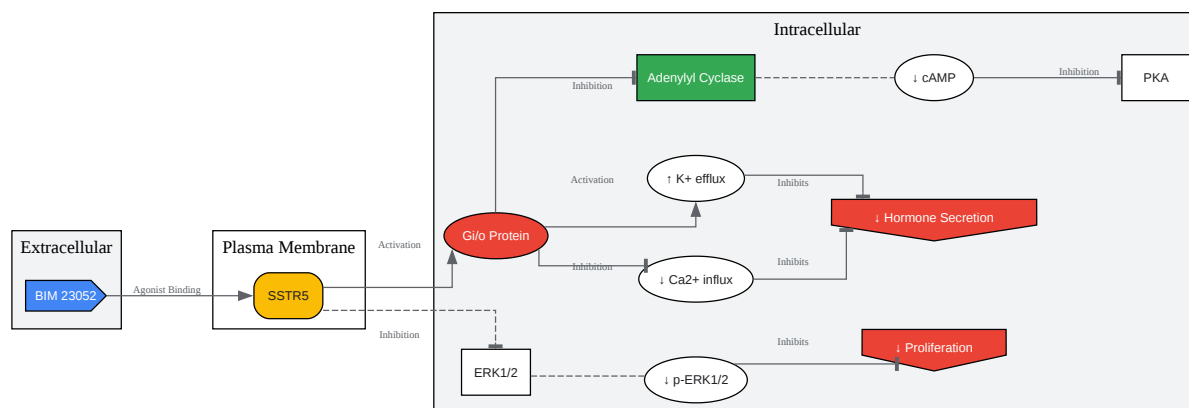 Intracellular
Adenylyl Cyclase
↓ cAMP
Inhibition
PKA
Inhibition
↑ K+ efflux
Activation
Inhibits
↓ Hormone Secretion
Extracellular
Plasma Membrane
Activation
Gi/o Protein
Inhibition
Inhibits
↓ Ca2+ influx
BIM 23052
Agonist Binding
SSTR5
Inhibition
Inhibits
↓ Proliferation
ERK1/2
↓ p-ERK1/2